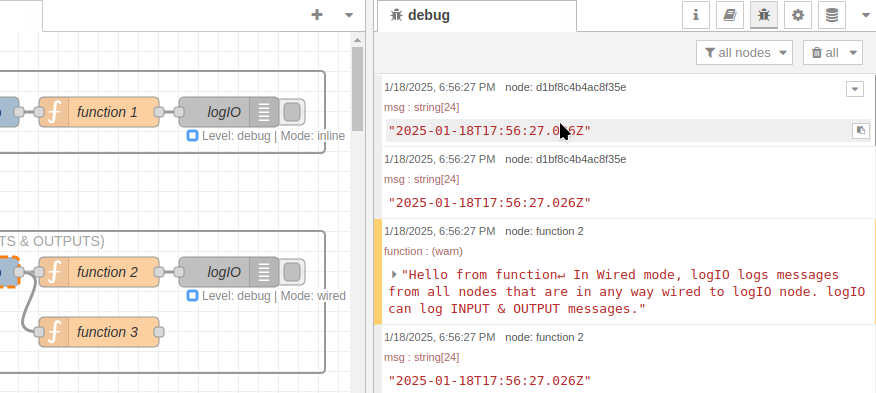 debug
all nodes
all
1/18/2025, 6:56:27 PM node: d1bf8c4b4ac8f35e
msg : string[24]
"2025-01-18T17:56:27.026Z"
1/18/2025, 6:56:27 PM node: d1bf8c4b4ac8f35e
msg : string[24]
"2025-01-18T17:56:27.026Z"
1/18/2025, 6:56:27 PM node: function 2
function : (warn)
"Hello from function↵ In Wired mode, logIO logs messages
from all nodes that are in any way wired to logIO node. logIO
can log INPUT & OUTPUT messages."
1/18/2025, 6:56:27 PM node: function 2
msg : string[24]
"2025-01-18T17:56:27.026Z"
function 1
logIO
Level: debug | Mode: inline
TS & OUTPUTS)
function 2
logIO
Level: debug | Mode: wired
function 3